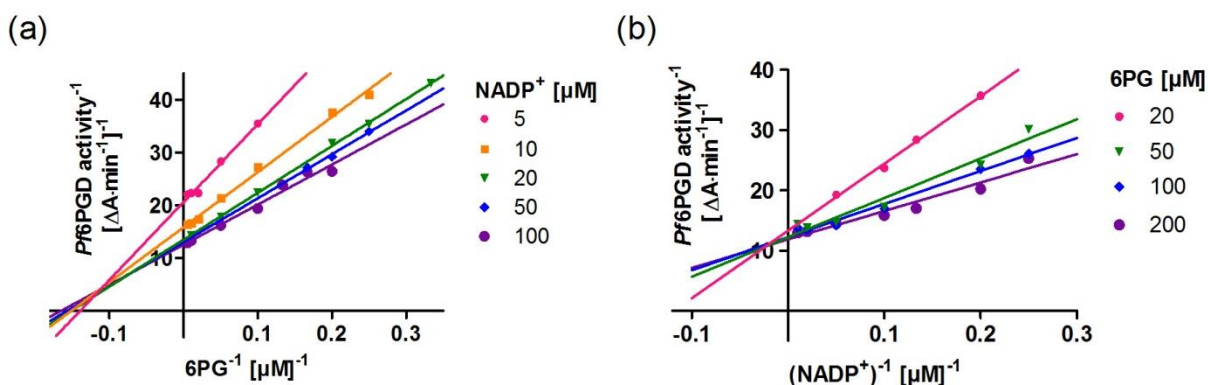 (a)
Pf6PGD activity⁻¹
[ΔA·min⁻¹]⁻¹
40
30
20
10
-0.1
0
0.1
0.2
0.3
6PG⁻¹ [µM]⁻¹
NADP⁺ [µM]
5
10
20
50
100
(b)
Pf6PGD activity⁻¹
[ΔA·min⁻¹]⁻¹
40
30
20
10
-0.1
0
0.1
0.2
0.3
(NADP⁺)⁻¹ [µM]⁻¹
6PG [µM]
20
50
100
200